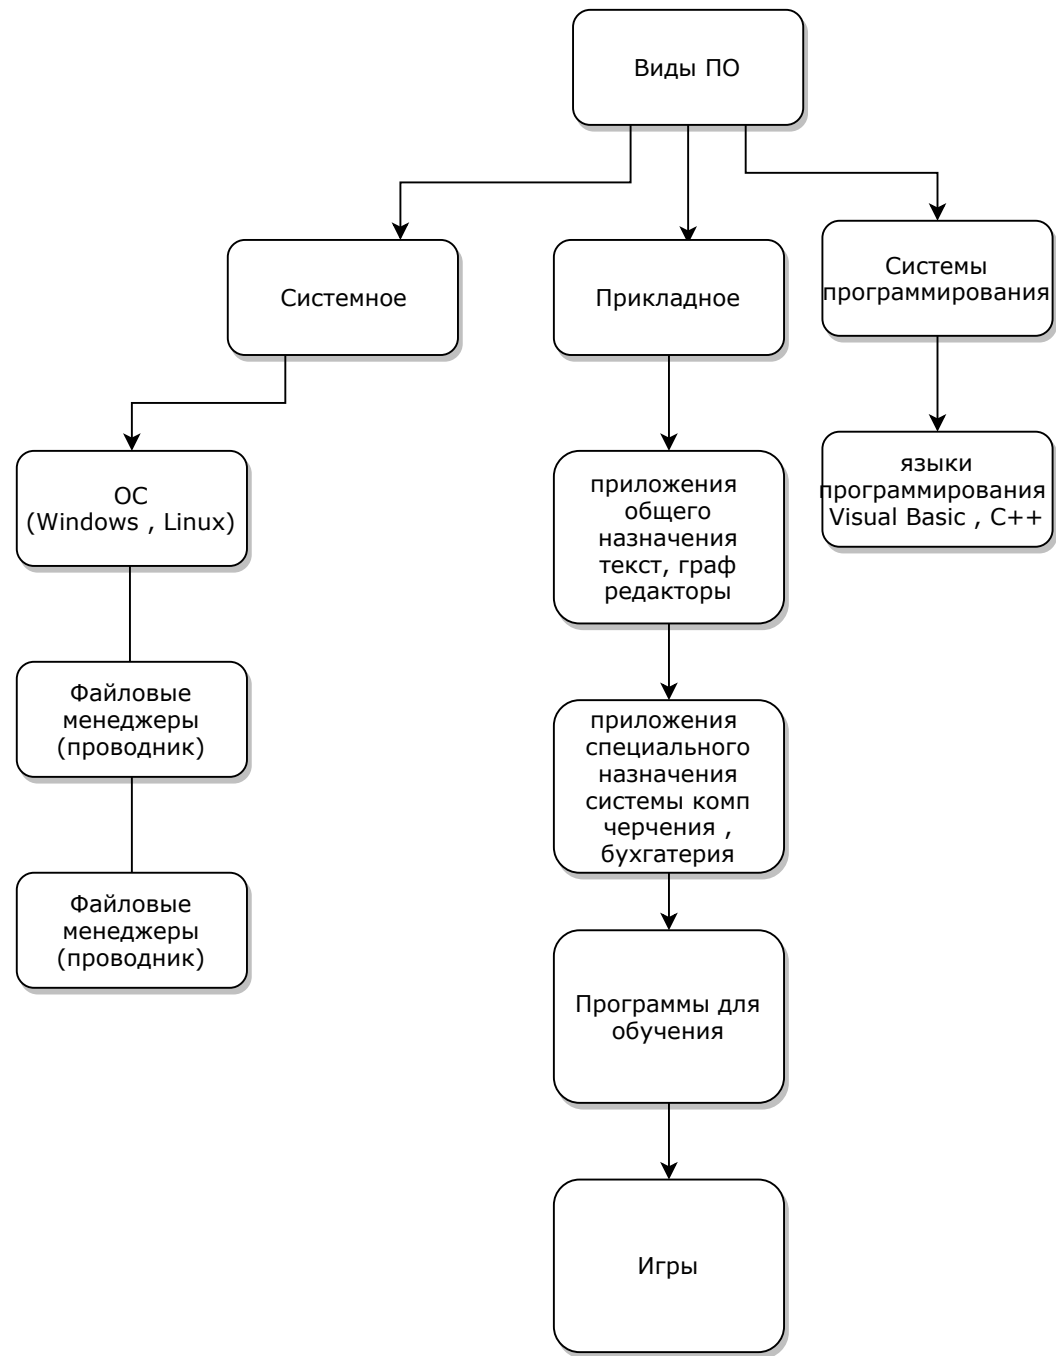 Виды ПО
Системное
Прикладное
Системы
программирования
ОС
(Windows , Linux)
приложения
общего
назначения
текст, граф
редакторы
языки
программирования
Visual Basic , C++
Файловые
менеджеры
(проводник)
приложения
специального
назначения
системы комп
черчения ,
бухгатерия
Файловые
менеджеры
(проводник)
Программы для
обучения
Игры